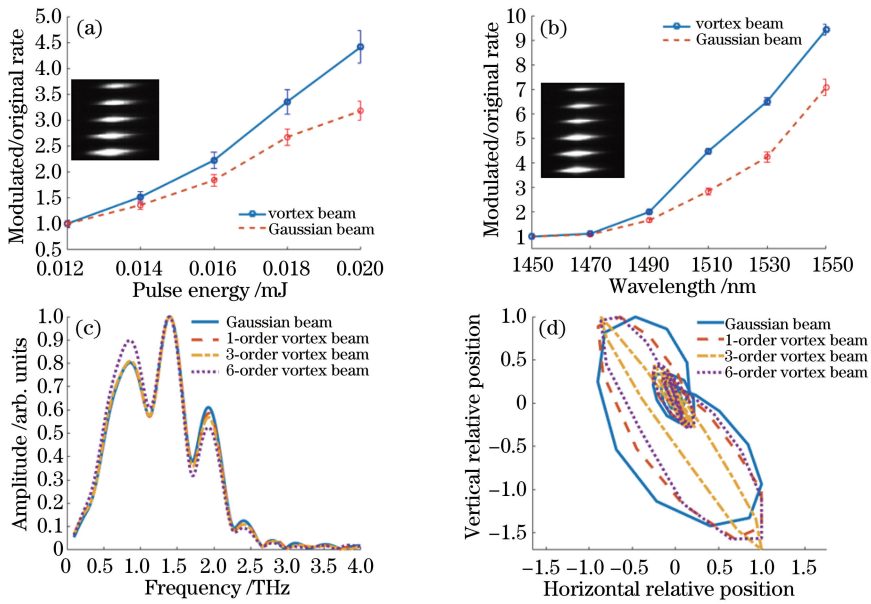 (a)
Modulated/original rate
5.0
4.5
4.0
3.5
3.0
2.5
2.0
1.5
1.0
0.5
vortex beam
Gaussian beam
0.012 0.014 0.016 0.018 0.020
Pulse energy /mJ
(b)
Modulated/original rate
10
9
8
7
6
5
4
3
2
1
vortex beam
Gaussian beam
1450 1470 1490 1510 1530 1550
Wavelength /nm
(c)
Amplitude /arb. units
1.0
0.9
0.8
0.7
0.6
0.5
0.4
0.3
0.2
0.1
0
Gaussian beam
1-order vortex beam
3-order vortex beam
6-order vortex beam
0 0.5 1.0 1.5 2.0 2.5 3.0 3.5 4.0
Frequency /THz
(d)
Vertical relative position
1.0
0.5
0
−0.5
−1.0
−1.5
Gaussian beam
1-order vortex beam
3-order vortex beam
6-order vortex beam
−1.5 −1.0 −0.5 0 0.5 1.0 1.5
Horizontal relative position